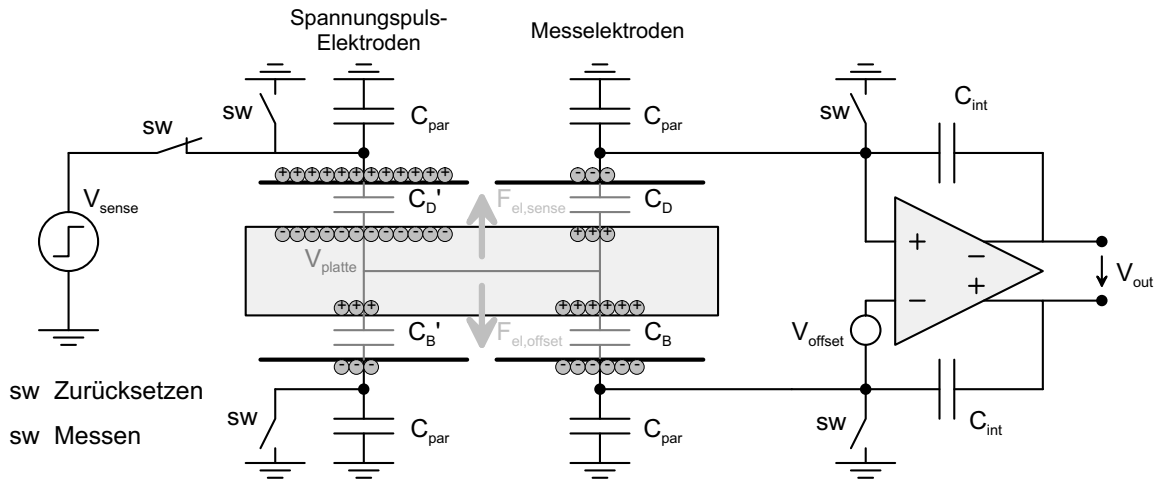 Spannungspuls-
Elektroden
Messelektroden
sw
sw
C_par
C_par
sw
C_int
V_sense
+ + + + + + + + + + + +
- - -
C_D'
F_el,sense
C_D
- - - - - - - - - - - -
+ + +
V_platte
+
-
-
+
V_out
+ + +
+ + + + + +
C_B'
F_el,offset
C_B
V_offset
- - -
- - - - - -
sw Zurücksetzen
sw Messen
sw
C_par
C_par
sw
C_int